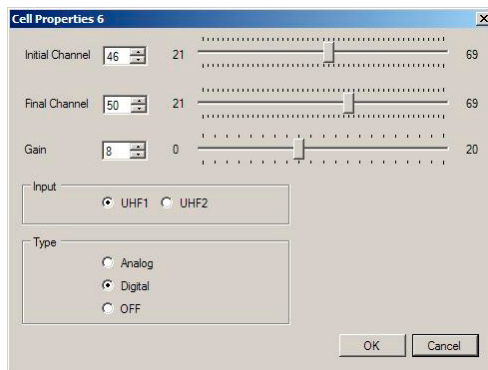 Cell Properties 6
Initial Channel 46 21 69
Final Channel 50 21 69
Gain 8 0 20
Input
UHF1 UHF2
Type
Analog
Digital
OFF
OK Cancel